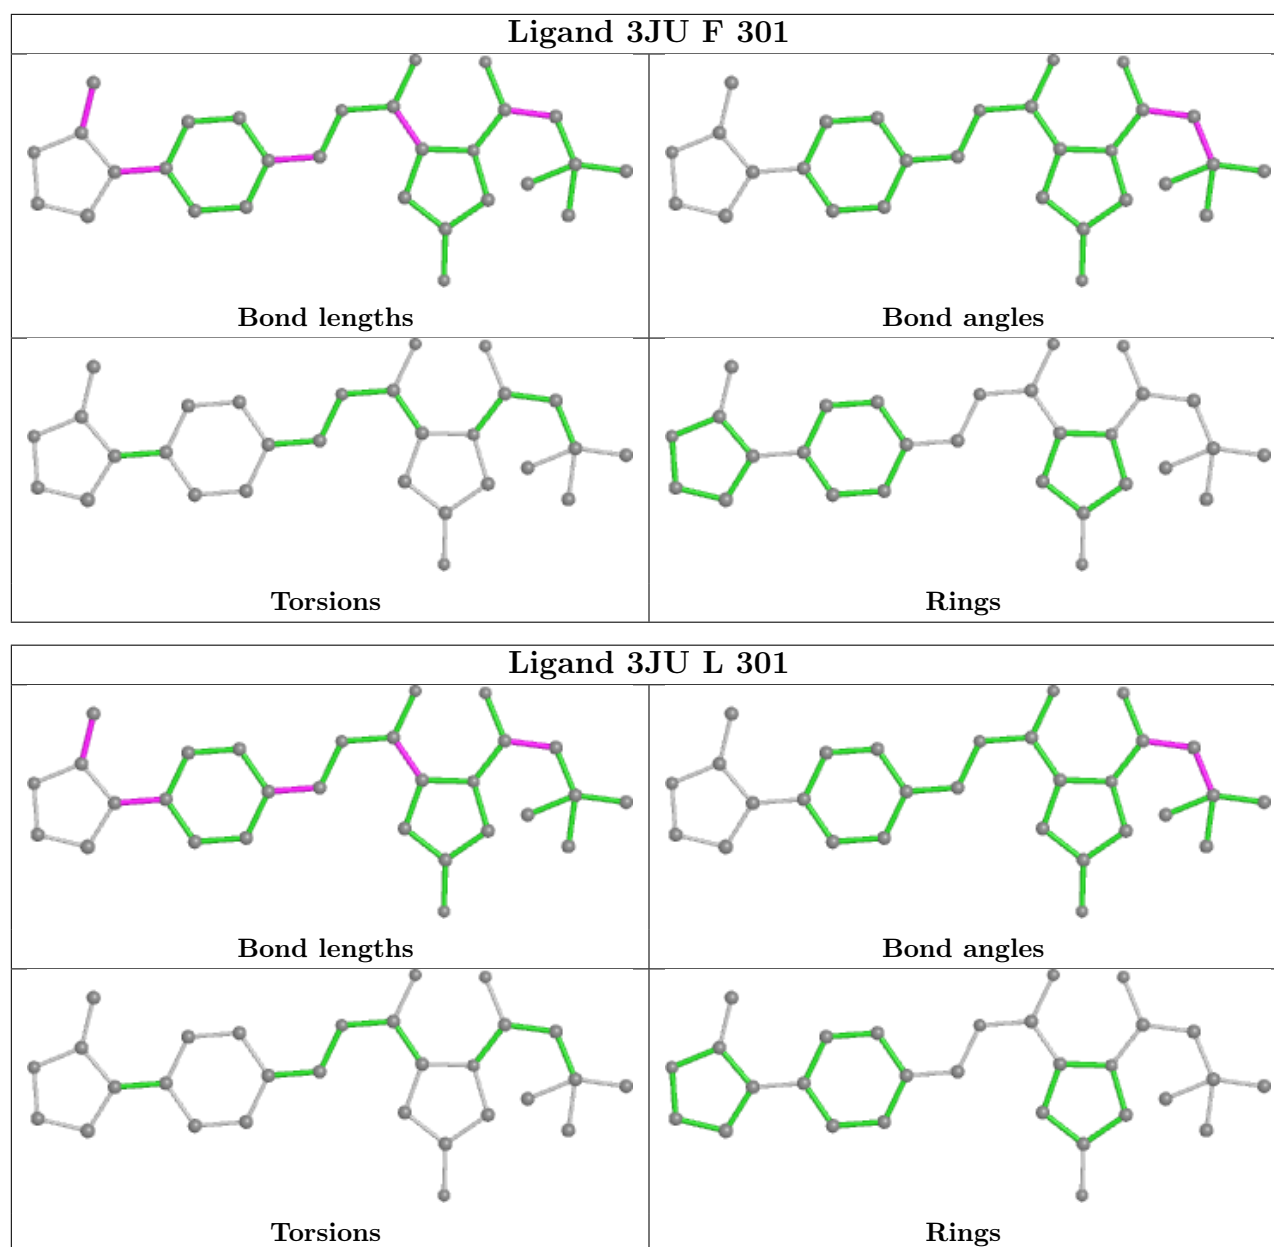 Ligand 3JU F 301
Bond lengths
Bond angles
Torsions
Rings
Ligand 3JU L 301
Bond lengths
Bond angles
Torsions
Rings